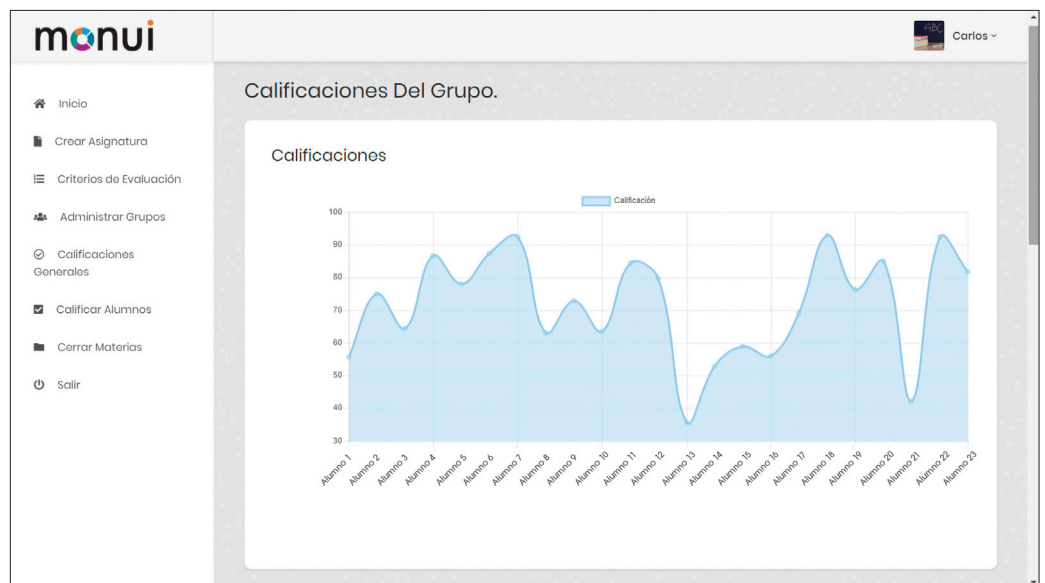 monui
Carlos
Inicio
Crear Asignatura
Criterios de Evaluación
Administrar Grupos
Calificaciones
Generales
Calificar Alumnos
Cerrar Materias
Salir
Calificaciones Del Grupo.
Calificaciones
Calificación
100
90
80
70
60
50
40
30
Alumno 1
Alumno 2
Alumno 3
Alumno 4
Alumno 5
Alumno 6
Alumno 7
Alumno 8
Alumno 9
Alumno 10
Alumno 11
Alumno 12
Alumno 13
Alumno 14
Alumno 15
Alumno 16
Alumno 17
Alumno 18
Alumno 19
Alumno 20
Alumno 21
Alumno 22
Alumno 23